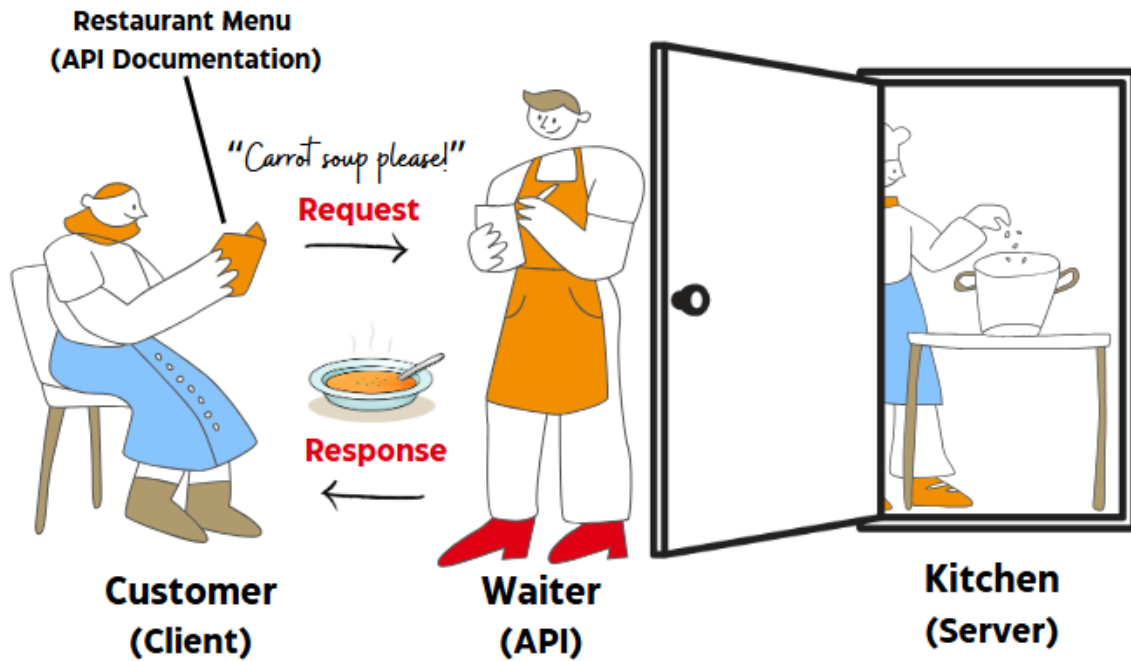 Restaurant Menu
(API Documentation)
“Carrot soup please!”
Request
Response
Customer
(Client)
Waiter
(API)
Kitchen
(Server)